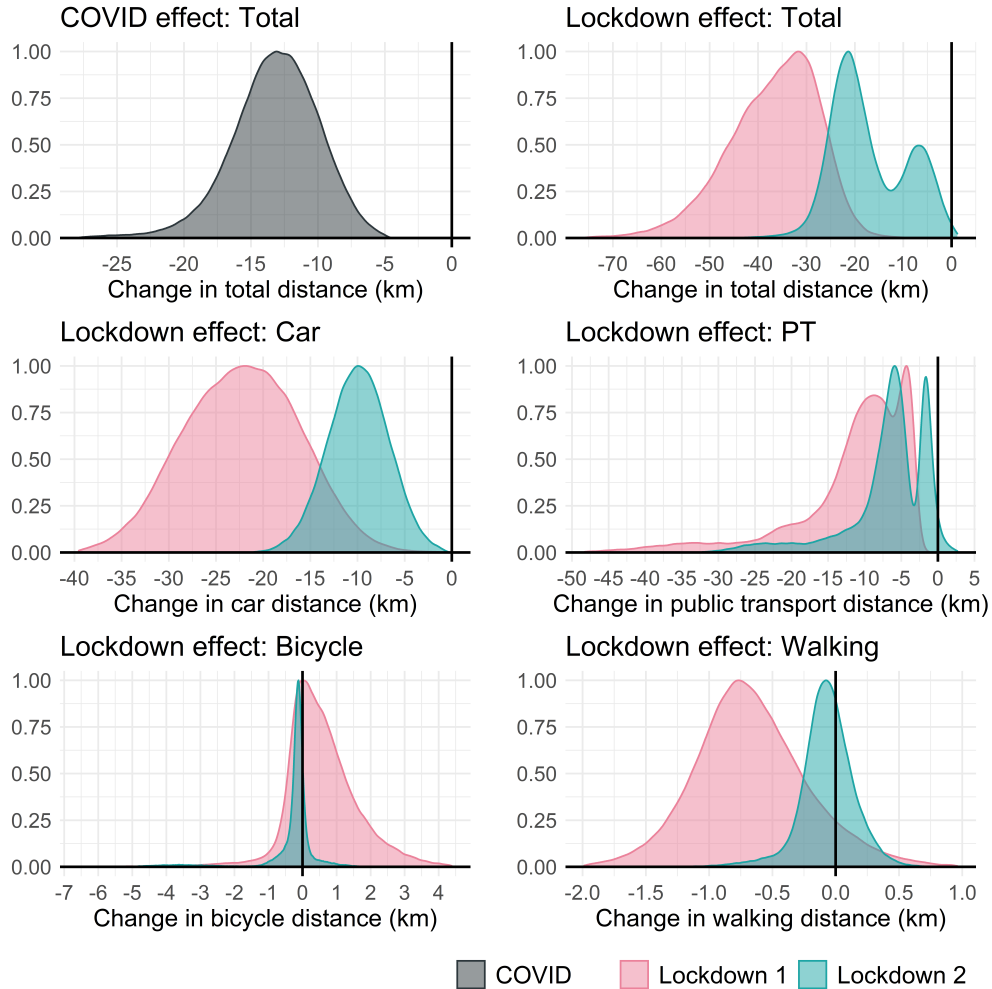 COVID effect: Total
1.00
0.75
0.50
0.25
0.00
-25 -20 -15 -10 -5 0
Change in total distance (km)
Lockdown effect: Total
1.00
0.75
0.50
0.25
0.00
-70 -60 -50 -40 -30 -20 -10 0
Change in total distance (km)
Lockdown effect: Car
1.00
0.75
0.50
0.25
0.00
-40 -35 -30 -25 -20 -15 -10 -5 0
Change in car distance (km)
Lockdown effect: PT
1.00
0.75
0.50
0.25
0.00
-50 -45 -40 -35 -30 -25 -20 -15 -10 -5 0 5
Change in public transport distance (km)
Lockdown effect: Bicycle
1.00
0.75
0.50
0.25
0.00
-7 -6 -5 -4 -3 -2 -1 0 1 2 3 4
Change in bicycle distance (km)
Lockdown effect: Walking
1.00
0.75
0.50
0.25
0.00
-2.0 -1.5 -1.0 -0.5 0.0 0.5 1.0
Change in walking distance (km)
COVID Lockdown 1 Lockdown 2